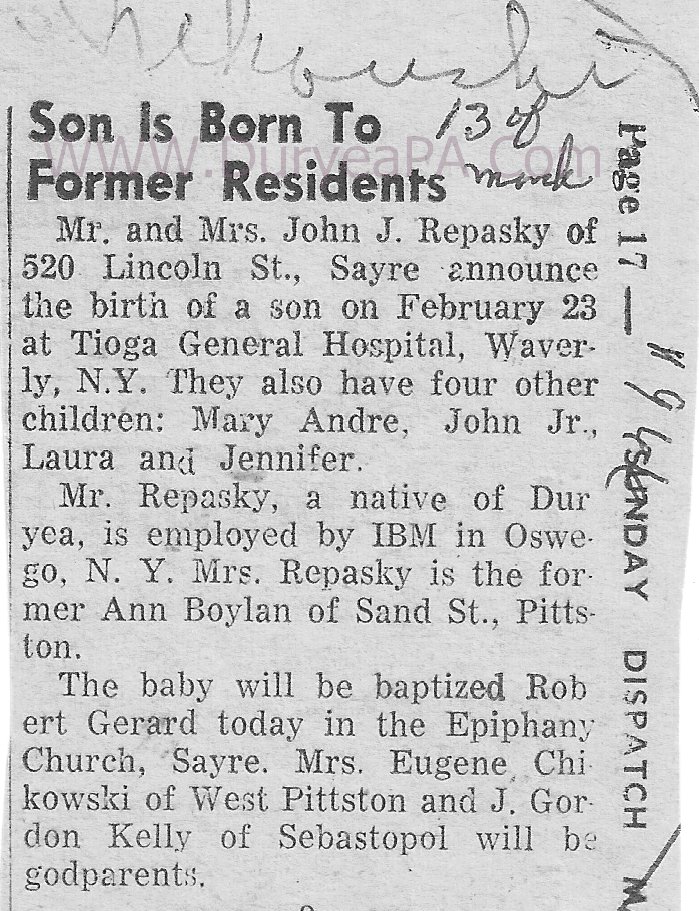 Son Is Born To
Former Residents
13 of
WWW.DuryeaPA.Com
Mr. and Mrs. John J. Repasky of
520 Lincoln St., Sayre announce
the birth of a son on February 23
at Tioga General Hospital, Waver-
ly, N.Y. They also have four other
children: Mary Andre, John Jr.,
Laura and Jennifer.
Mr. Repasky, a native of Dur
yea, is employed by IBM in Oswe-
go, N. Y. Mrs. Repasky is the for-
mer Ann Boylan of Sand St., Pitts-
ton.
The baby will be baptized Rob
ert Gerard today in the Epiphany
Church, Sayre. Mrs. Eugene Chi
kowski of West Pittston and J. Gor-
don Kelly of Sebastopol will be
godparents.
Page 17 —
SUNDAY DISPATCH